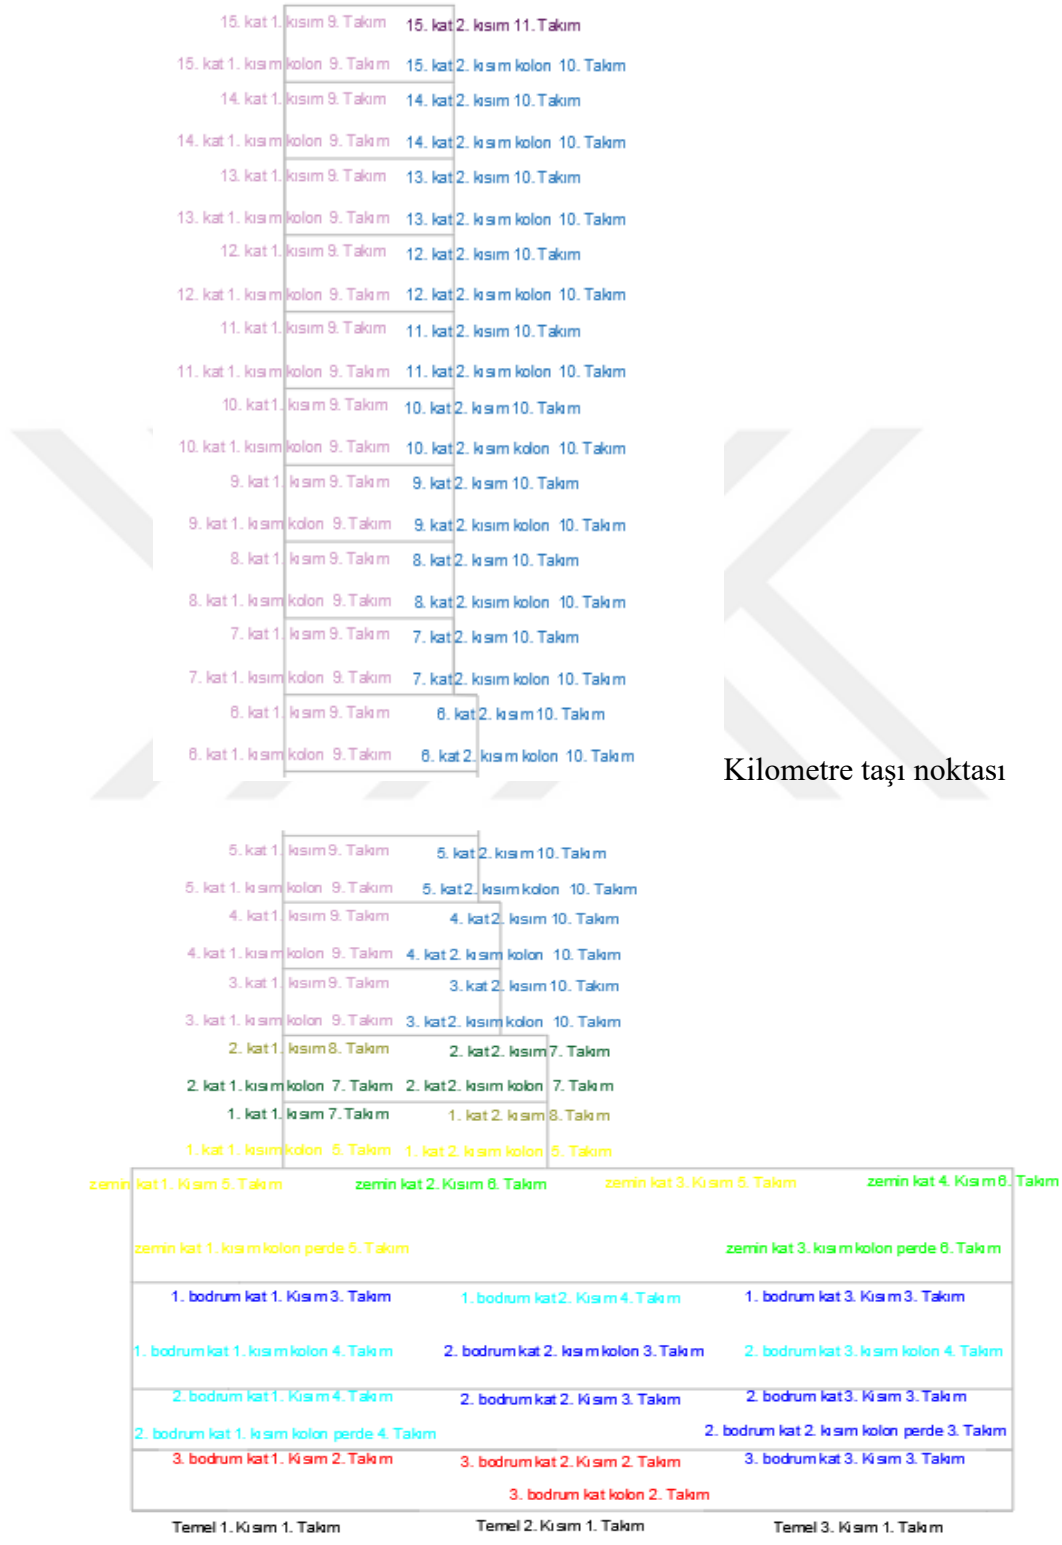 15. kat 1. kısım 9. Takım 15. kat 2. kısım 11. Takım
15. kat 1. kısım kolon 9. Takım 15. kat 2. kısım kolon 10. Takım
14. kat 1. kısım 9. Takım 14. kat 2. kısım 10. Takım
14. kat 1. kısım kolon 9. Takım 14. kat 2. kısım kolon 10. Takım
13. kat 1. kısım 9. Takım 13. kat 2. kısım 10. Takım
13. kat 1. kısım kolon 9. Takım 13. kat 2. kısım kolon 10. Takım
12. kat 1. kısım 9. Takım 12. kat 2. kısım 10. Takım
12. kat 1. kısım kolon 9. Takım 12. kat 2. kısım kolon 10. Takım
11. kat 1. kısım 9. Takım 11. kat 2. kısım 10. Takım
11. kat 1. kısım kolon 9. Takım 11. kat 2. kısım kolon 10. Takım
10. kat 1. kısım 9. Takım 10. kat 2. kısım 10. Takım
10. kat 1. kısım kolon 9. Takım 10. kat 2. kısım kolon 10. Takım
9. kat 1. kısım 9. Takım 9. kat 2. kısım 10. Takım
9. kat 1. kısım kolon 9. Takım 9. kat 2. kısım kolon 10. Takım
8. kat 1. kısım 9. Takım 8. kat 2. kısım 10. Takım
8. kat 1. kısım kolon 9. Takım 8. kat 2. kısım kolon 10. Takım
7. kat 1. kısım 9. Takım 7. kat 2. kısım 10. Takım
7. kat 1. kısım kolon 9. Takım 7. kat 2. kısım kolon 10. Takım
6. kat 1. kısım 9. Takım 6. kat 2. kısım 10. Takım
6. kat 1. kısım kolon 9. Takım 6. kat 2. kısım kolon 10. Takım
Kilometre taşı noktası
5. kat 1. kısım 9. Takım 5. kat 2. kısım 10. Takım
5. kat 1. kısım kolon 9. Takım 5. kat 2. kısım kolon 10. Takım
4. kat 1. kısım 9. Takım 4. kat 2. kısım 10. Takım
4. kat 1. kısım kolon 9. Takım 4. kat 2. kısım kolon 10. Takım
3. kat 1. kısım 9. Takım 3. kat 2. kısım 10. Takım
3. kat 1. kısım kolon 9. Takım 3. kat 2. kısım kolon 10. Takım
2. kat 1. kısım 8. Takım 2. kat 2. kısım 7. Takım
2. kat 1. kısım kolon 7. Takım 2. kat 2. kısım kolon 7. Takım
1. kat 1. kısım 7. Takım 1. kat 2. kısım 8. Takım
1. kat 1. kısım kolon 5. Takım 1. kat 2. kısım kolon 5. Takım
zemin kat 1. Kısım 5. Takım zemin kat 2. Kısım. 6. Takım zemin kat 3. Kısım 5. Takım zemin kat 4. Kısım 6. Takım
zemin kat 1. kısım kolon perde 5. Takım zemin kat 3. kısım kolon perde 6. Takım
1. bodrum kat 1. Kısım 3. Takım 1. bodrum kat 2. Kısım 4. Takım 1. bodrum kat 3. Kısım 3. Takım
1. bodrum kat 1. kısım kolon 4. Takım 2. bodrum kat 2. kısım kolon 3. Takım 2. bodrum kat 3. kısım kolon 4. Takım
2. bodrum kat 1. Kısım 4. Takım 2. bodrum kat 2. Kısım 3. Takım 2. bodrum kat 3. Kısım 3. Takım
2. bodrum kat 1. kısım kolon perde 4. Takım 2. bodrum kat 2. kısım kolon perde 3. Takım
3. bodrum kat 1. Kısım 2. Takım 3. bodrum kat 2. Kısım 2. Takım 3. bodrum kat 3. Kısım 3. Takım
3. bodrum kat kolon 2. Takım
Temel 1. Kısım 1. Takım Temel 2. Kısım 1. Takım Temel 3. Kısım 1. Takım